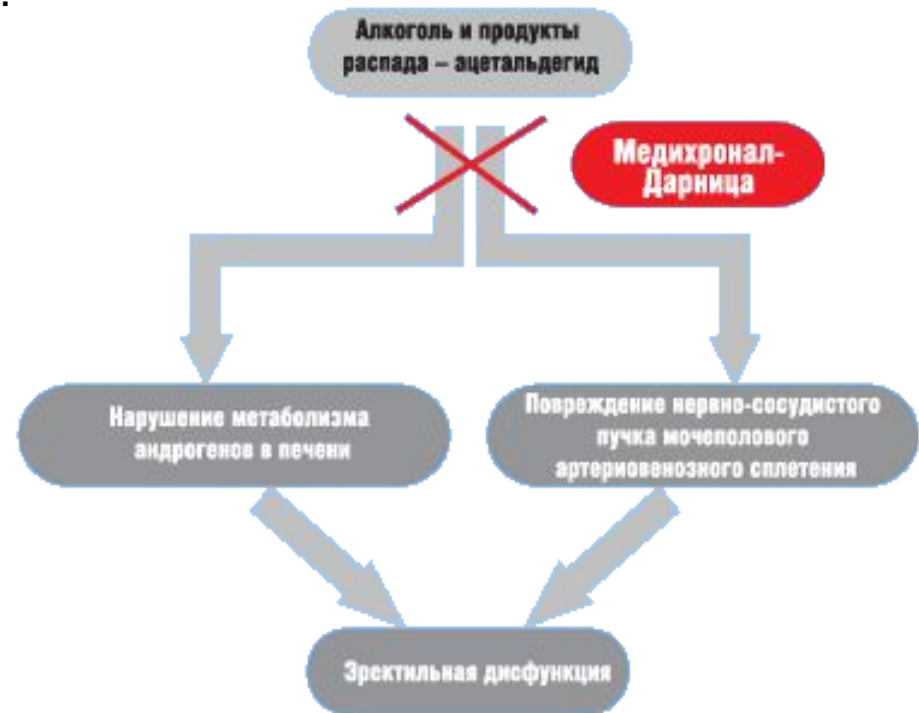 Алкоголь и продукты
распада – ацетальдегид
Медихронал-
Дарница
Нарушение метаболизма
андрогенов в печени
Повреждение нервно-сосудистого
пучка мочеполового
артериовенозного сплетения
Эректильная дисфункция